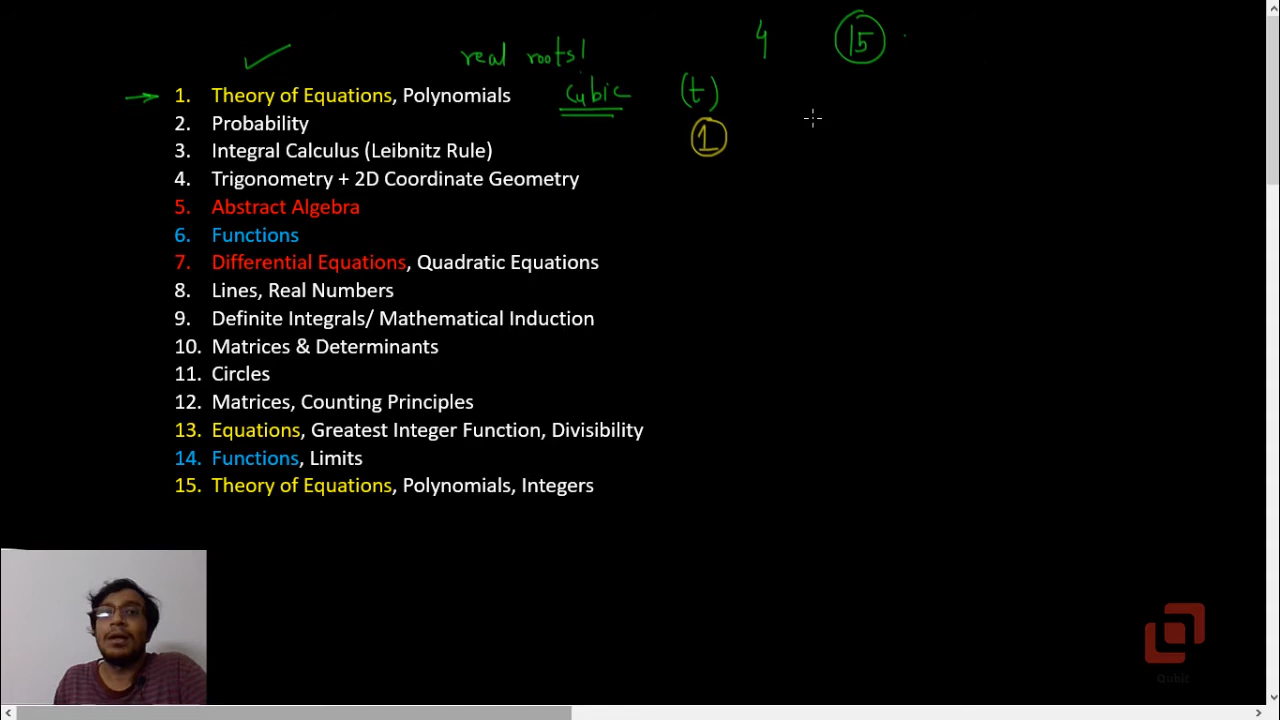 4 15
real roots!
1. Theory of Equations, Polynomials cubic (t)
1
2. Probability
3. Integral Calculus (Leibnitz Rule)
4. Trigonometry + 2D Coordinate Geometry
5. Abstract Algebra
6. Functions
7. Differential Equations, Quadratic Equations
8. Lines, Real Numbers
9. Definite Integrals/ Mathematical Induction
10. Matrices & Determinants
11. Circles
12. Matrices, Counting Principles
13. Equations, Greatest Integer Function, Divisibility
14. Functions, Limits
15. Theory of Equations, Polynomials, Integers
Qubic